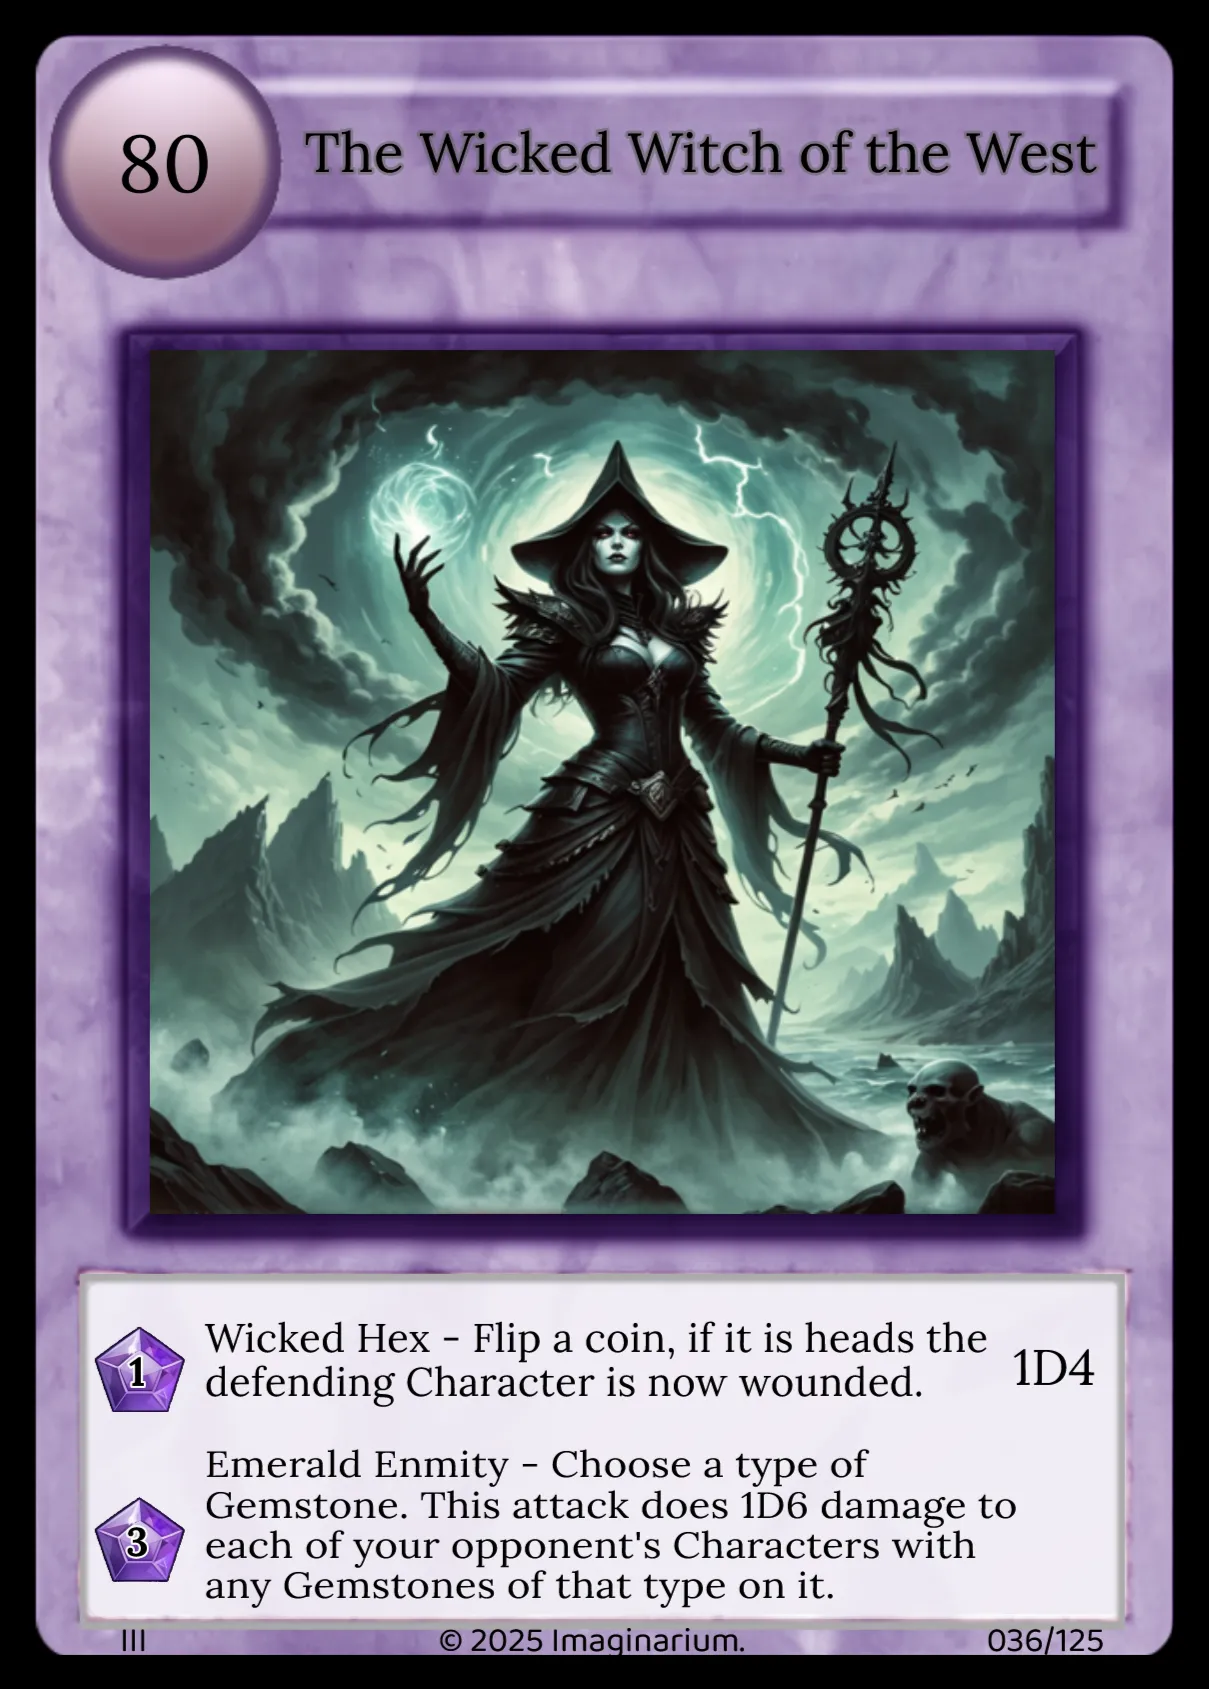 80
The Wicked Witch of the West
1
Wicked Hex - Flip a coin, if it is heads the
defending Character is now wounded.
1D4
3
Emerald Enmity - Choose a type of
Gemstone. This attack does 1D6 damage to
each of your opponent's Characters with
any Gemstones of that type on it.
III
© 2025 Imaginarium.
036/125